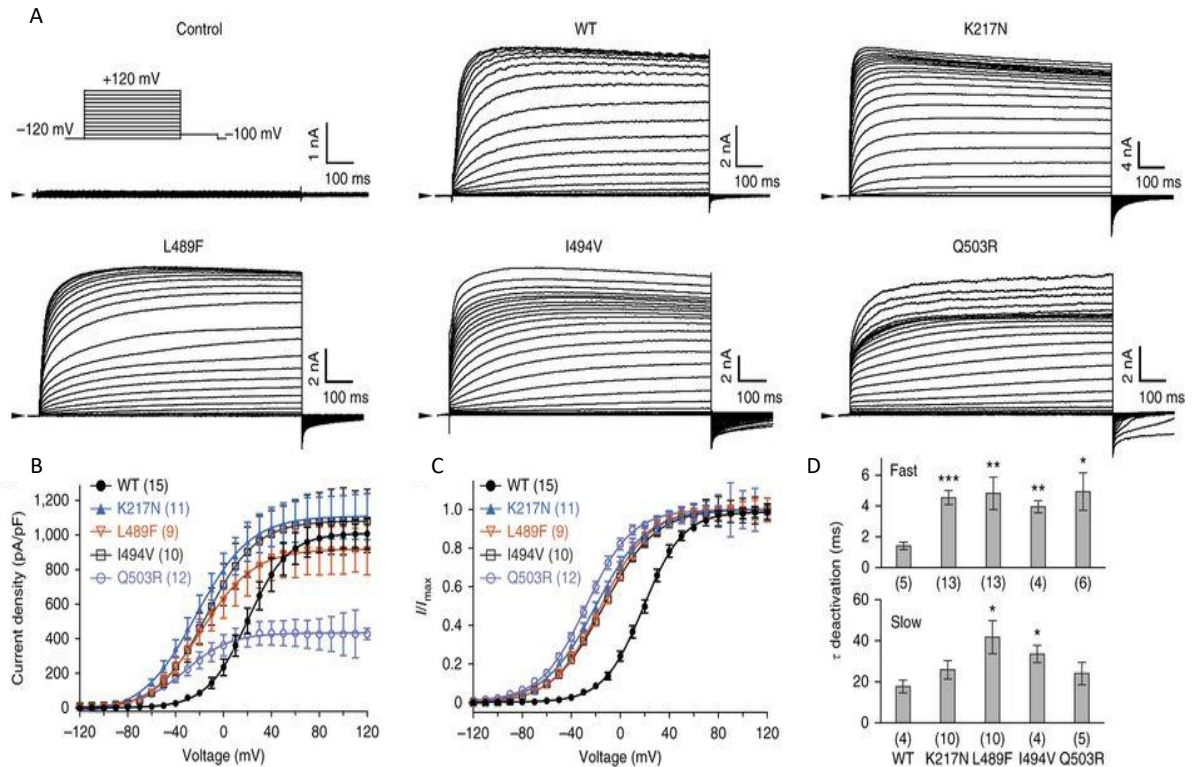 A
Control
WT
K217N
+120 mV
−120 mV
−100 mV
1 nA
100 ms
2 nA
100 ms
4 nA
100 ms
L489F
I494V
Q503R
2 nA
100 ms
2 nA
100 ms
2 nA
100 ms
B
WT (15)
K217N (11)
L489F (9)
I494V (10)
Q503R (12)
Current density (pA/pF)
1,200
1,000
800
600
400
200
0
−120 −80 −40 0 40 80 120
Voltage (mV)
C
WT (15)
K217N (11)
L489F (9)
I494V (10)
Q503R (12)
I/Imax
1.0
0.8
0.6
0.4
0.2
0
−120 −80 −40 0 40 80 120
Voltage (mV)
D
τ deactivation (ms)
Fast
6
4
2
0
*** ** ** *
(5) (13) (13) (4) (6)
Slow
60
40
20
0
* *
(4) (10) (10) (4) (5)
WT K217N L489F I494V Q503R